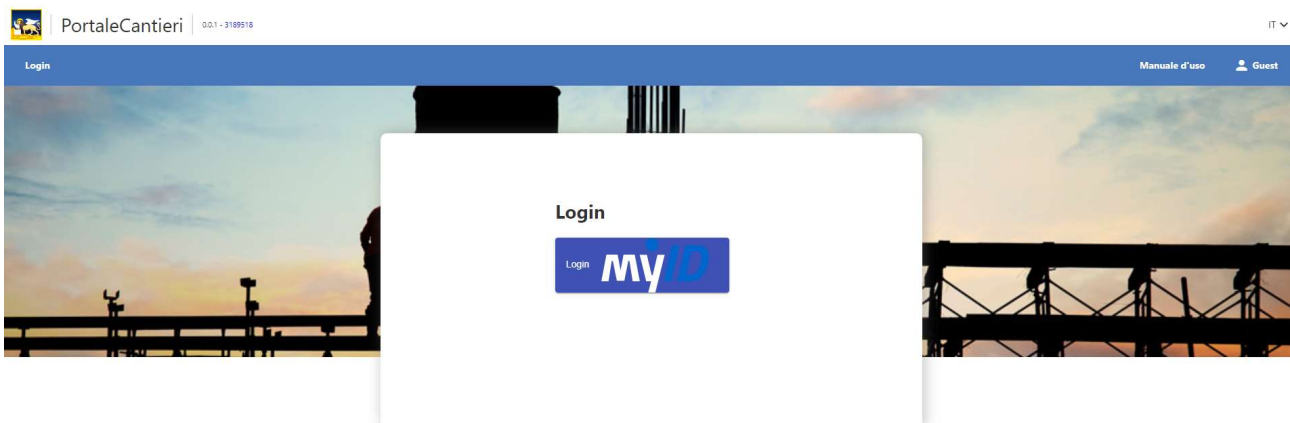 PortaleCantieri 0.0.1 - 3189518 IT
Login Manuale d'uso Guest
Login
Login myID